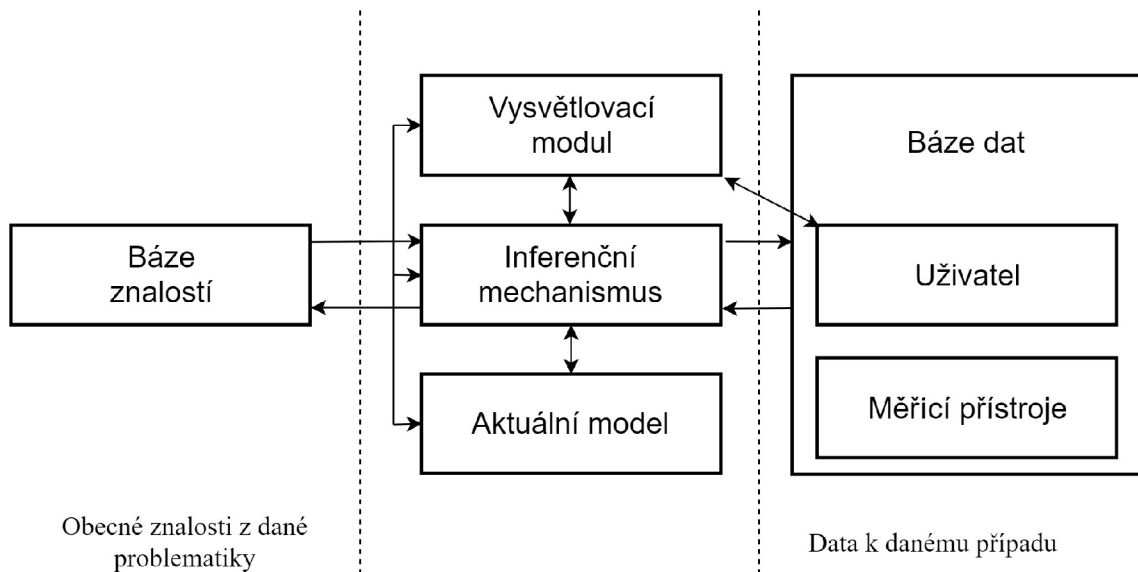 Vysvětlovací
modul
Báze dat
Báze
znalostí
Inferenční
mechanismus
Uživatel
Aktuální model
Měřicí přístroje
Obecné znalosti z dané
problematiky
Data k danému případu